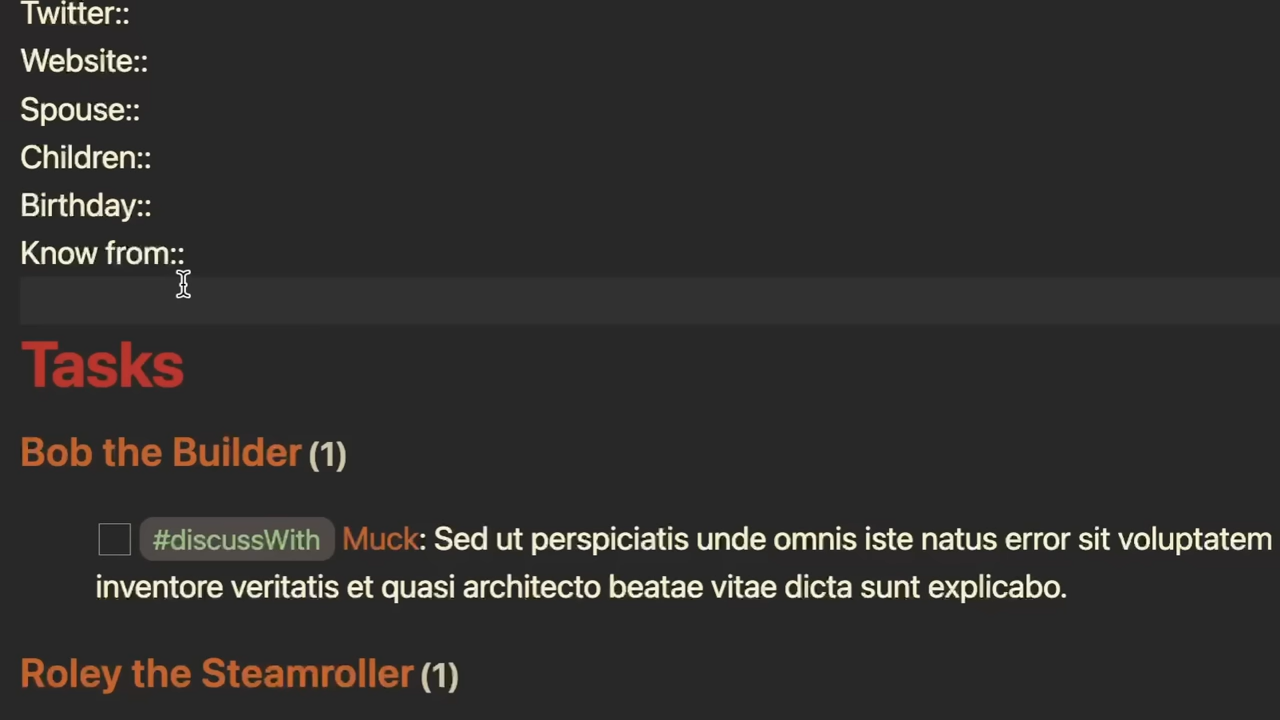 Twitter::
Website::
Spouse::
Children::
Birthday::
Know from::
Tasks
Bob the Builder (1)
#discussWith Muck: Sed ut perspiciatis unde omnis iste natus error sit voluptatem
inventore veritatis et quasi architecto beatae vitae dicta sunt explicabo.
Roley the Steamroller (1)